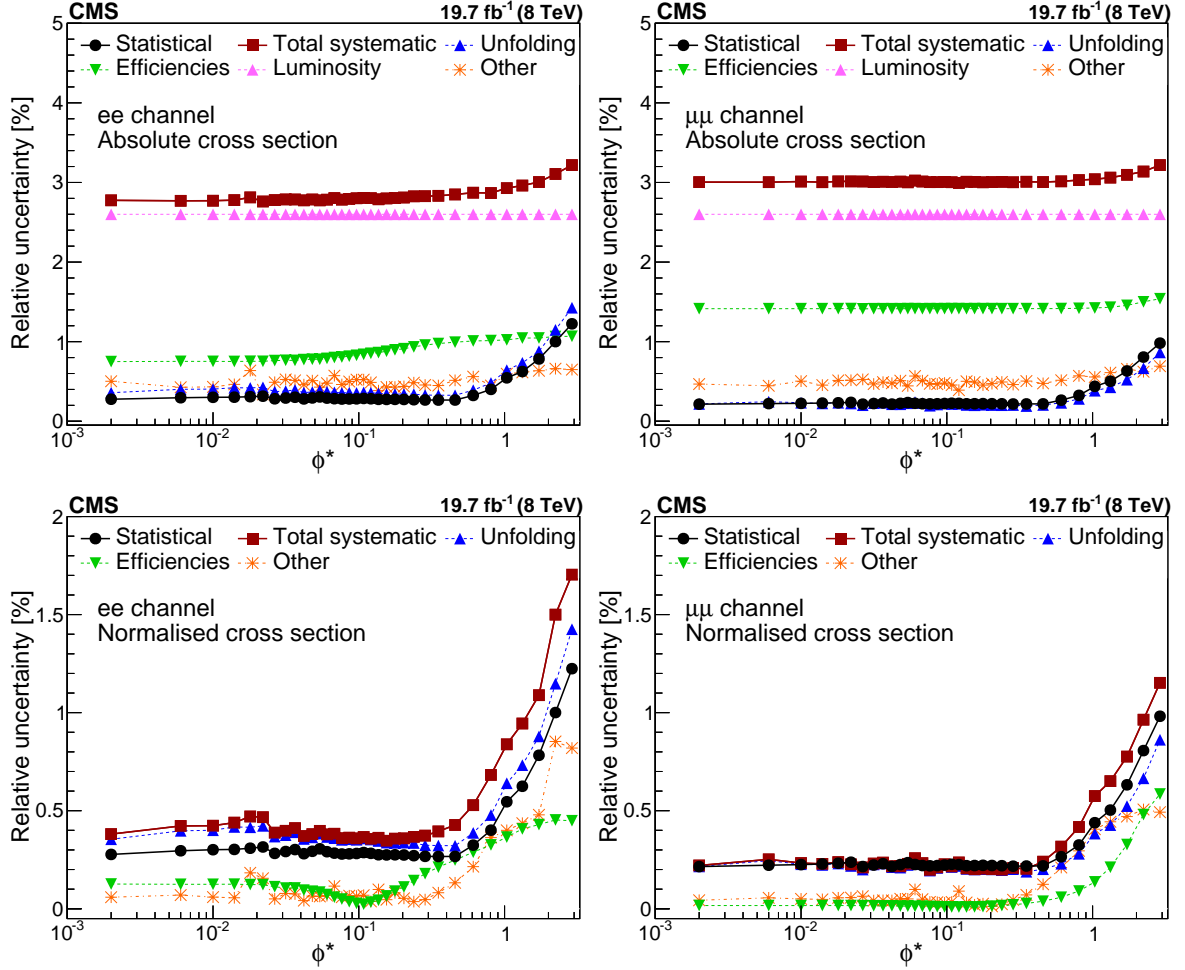 CMS 19.7 fb⁻¹ (8 TeV)
Statistical Total systematic Unfolding
Efficiencies Luminosity Other
ee channel
Absolute cross section
Relative uncertainty [%]
5
4
3
2
1
0
10⁻³ 10⁻² 10⁻¹ 1
ϕ*
CMS 19.7 fb⁻¹ (8 TeV)
Statistical Total systematic Unfolding
Efficiencies Luminosity Other
μμ channel
Absolute cross section
Relative uncertainty [%]
5
4
3
2
1
0
10⁻³ 10⁻² 10⁻¹ 1
ϕ*
CMS 19.7 fb⁻¹ (8 TeV)
Statistical Total systematic Unfolding
Efficiencies Other
ee channel
Normalised cross section
Relative uncertainty [%]
2
1.5
1
0.5
0
10⁻³ 10⁻² 10⁻¹ 1
ϕ*
CMS 19.7 fb⁻¹ (8 TeV)
Statistical Total systematic Unfolding
Efficiencies Other
μμ channel
Normalised cross section
Relative uncertainty [%]
2
1.5
1
0.5
0
10⁻³ 10⁻² 10⁻¹ 1
ϕ*